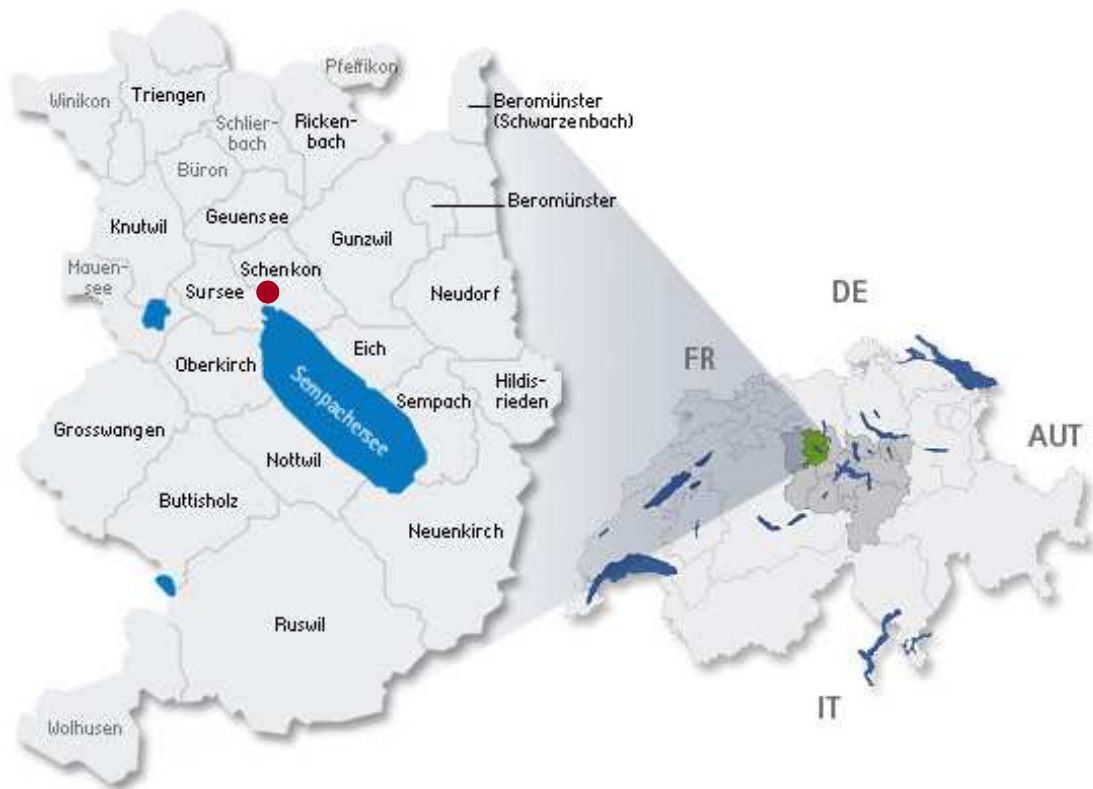 Pfeffikon
Winikon
Triengen
Beromünster
(Schwarzenbach)
Schlier-
bach
Ricken-
bach
Büron
Beromünster
Geuensee
Knutwil
Gunzwil
Mauen-
see
Schenkon
Sursee
Neudorf
DE
Eich
FR
Oberkirch
Sempachersee
Hildis-
rieden
Sempach
Grosswangen
AUT
Nottwil
Buttisholz
Neuenkirch
Ruswil
IT
Wolhusen